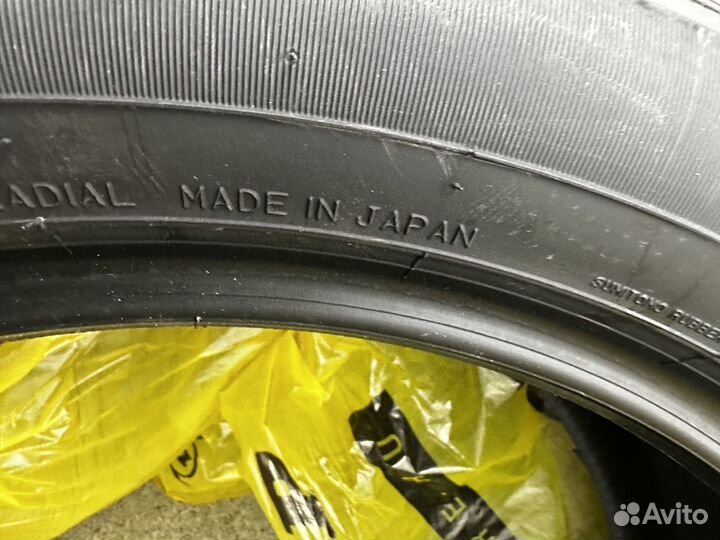 RADIAL MADE IN JAPAN
SUMITOMO RUBBER
Avito